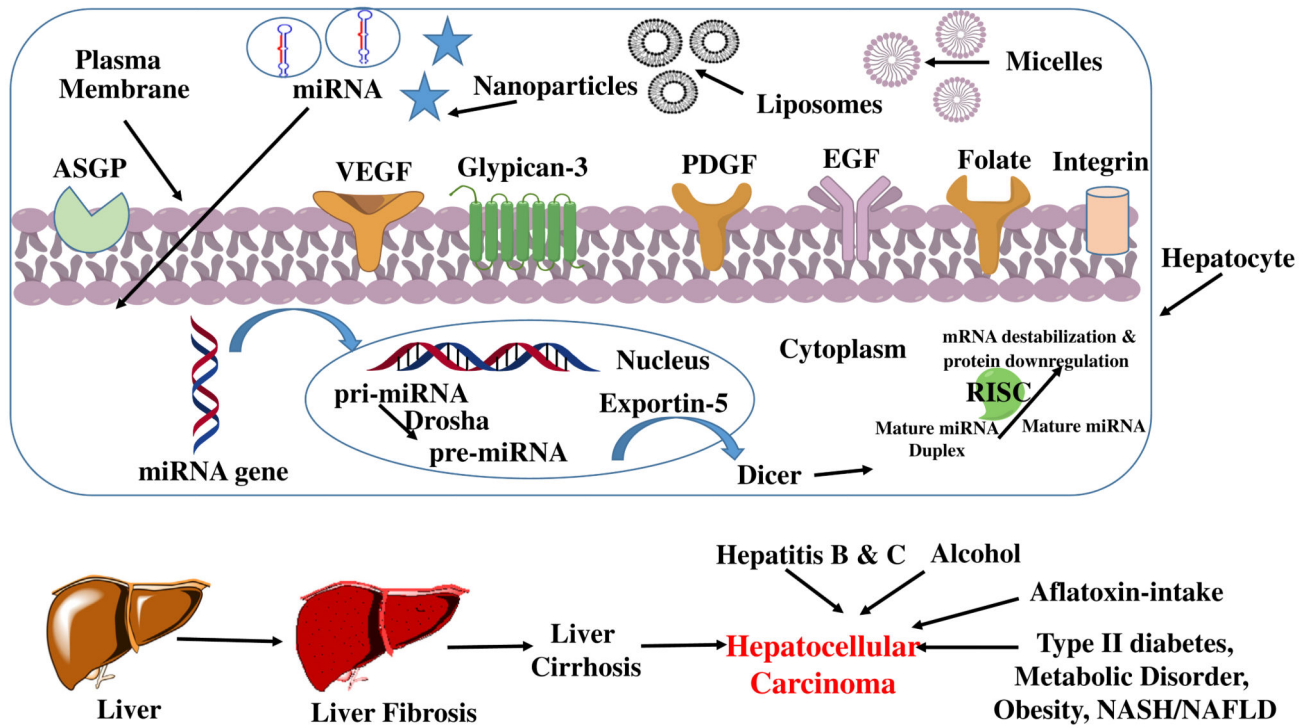 Plasma
Membrane
miRNA
Nanoparticles
Liposomes
Micelles
ASGP
VEGF
Glypican-3
PDGF
EGF
Folate
Integrin
Hepatocyte
miRNA gene
Nucleus
pri-miRNA
Drosha
pre-miRNA
Exportin-5
Dicer
Cytoplasm
mRNA destabilization &
protein downregulation
RISC
Mature miRNA
Duplex
Mature miRNA
Hepatitis B & C
Alcohol
Aflatoxin-intake
Type II diabetes,
Metabolic Disorder,
Obesity, NASH/NAFLD
Liver
Liver Fibrosis
Liver
Cirrhosis
Hepatocellular
Carcinoma